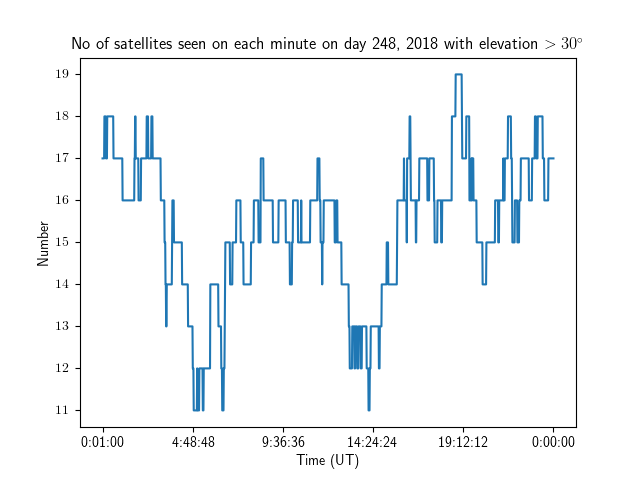 No of satellites seen on each minute on day 248, 2018 with elevation > 30°
19
18
17
16
15
14
13
12
11
Number
0:01:00 4:48:48 9:36:36 14:24:24 19:12:12 0:00:00
Time (UT)